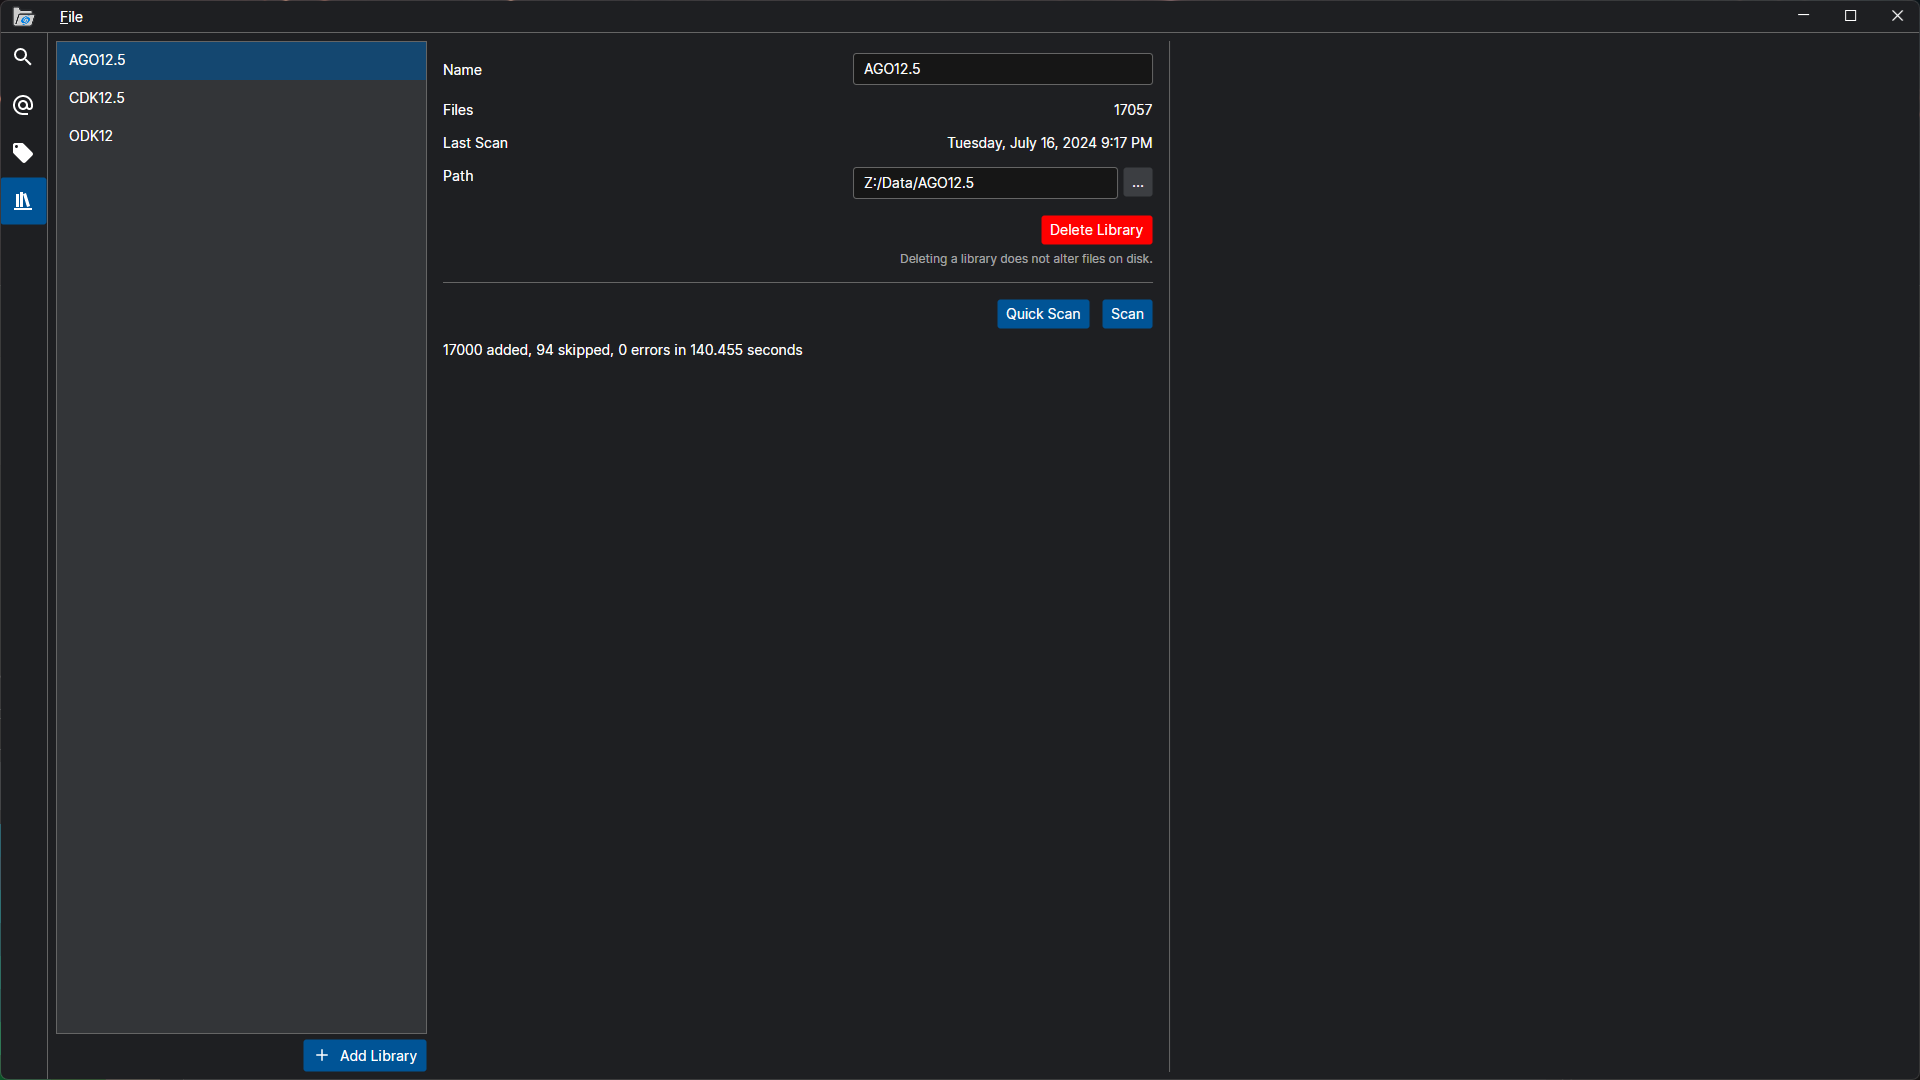 File
AGO12.5
CDK12.5
ODK12
Name
AGO12.5
Files
17057
Last Scan
Tuesday, July 16, 2024 9:17 PM
Path
Z:/Data/AGO12.5
...
Delete Library
Deleting a library does not alter files on disk.
Quick Scan
Scan
17000 added, 94 skipped, 0 errors in 140.455 seconds
+ Add Library